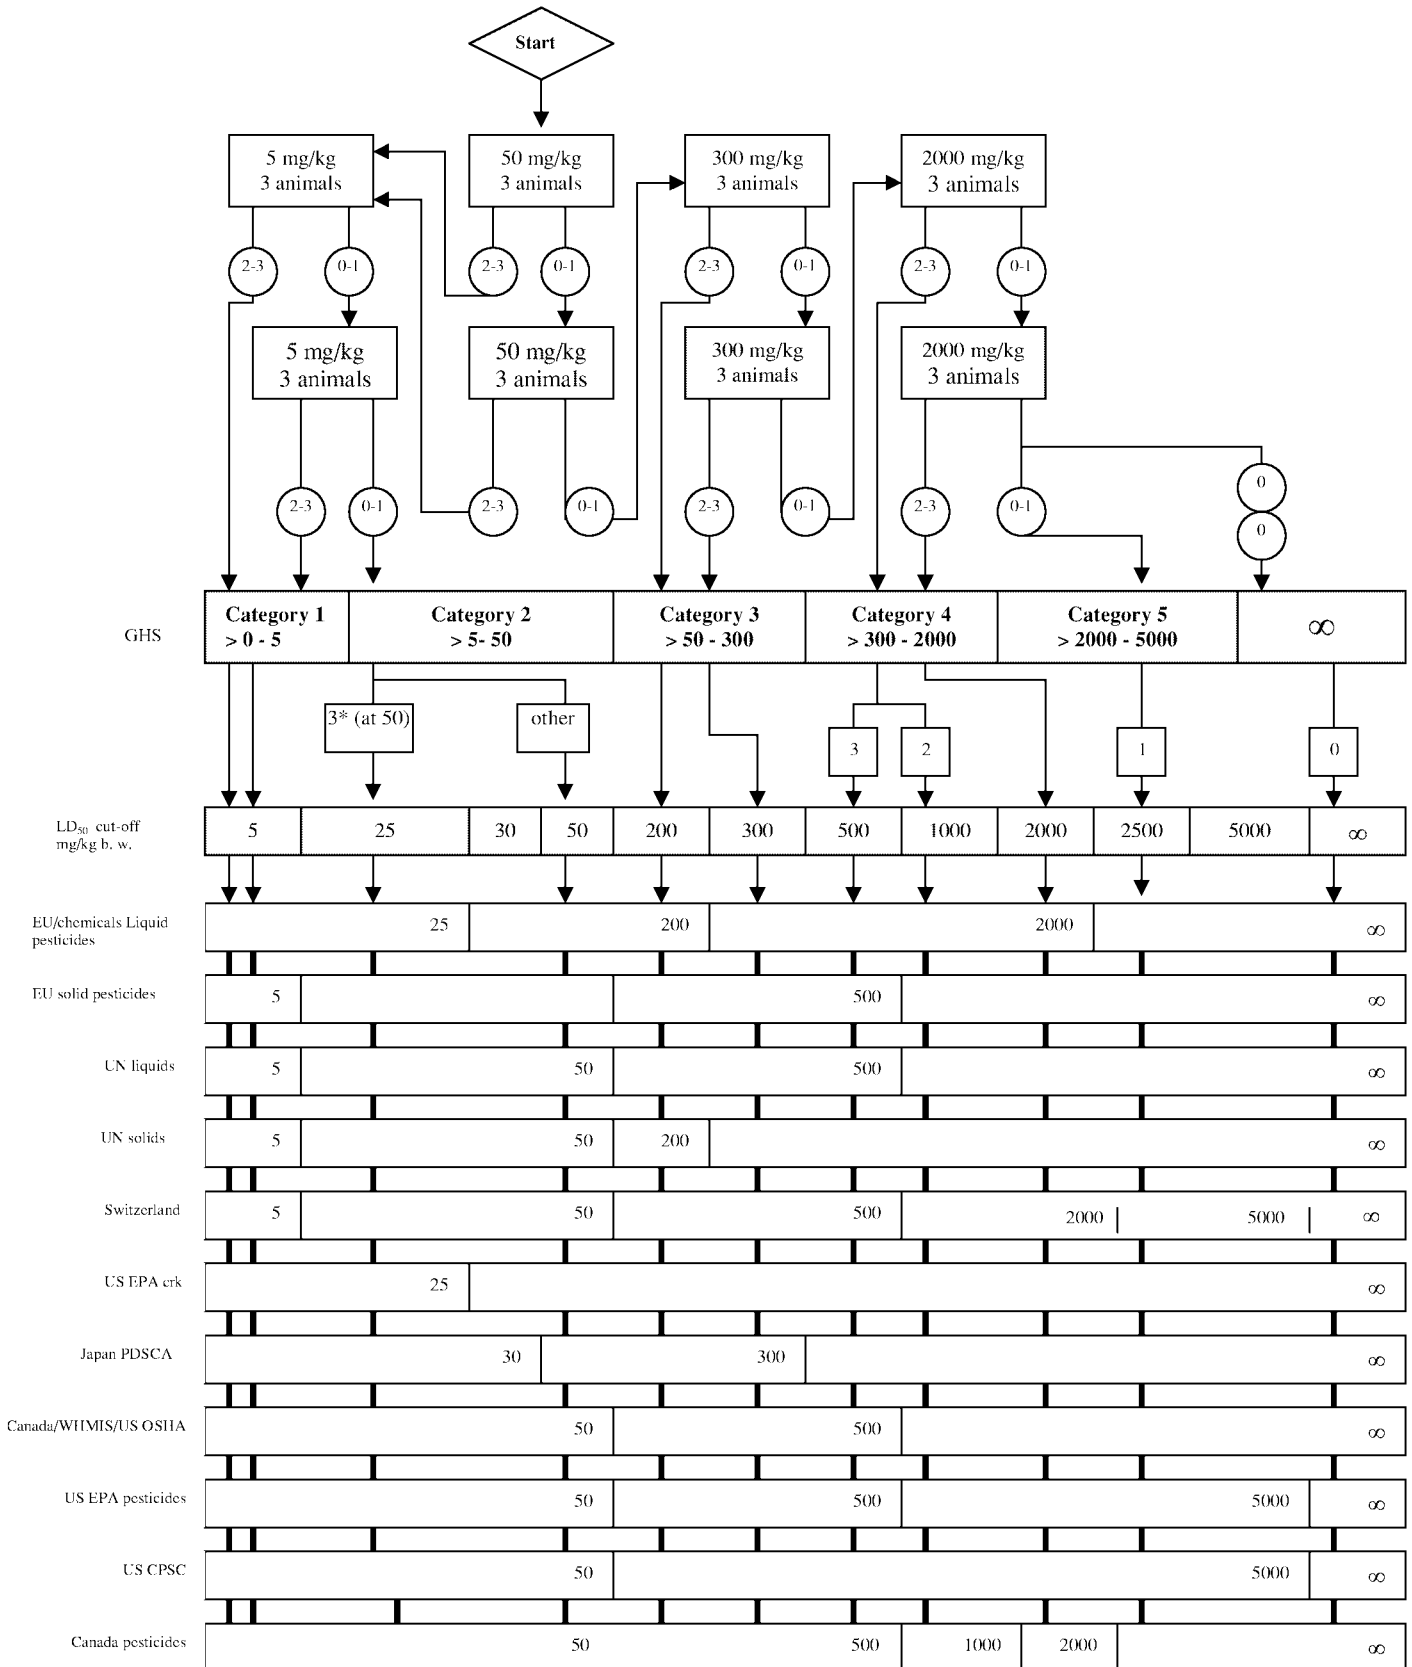 Start
5 mg/kg
3 animals
50 mg/kg
3 animals
300 mg/kg
3 animals
2000 mg/kg
3 animals
2-3
0-1
2-3
0-1
2-3
0-1
2-3
0-1
5 mg/kg
3 animals
50 mg/kg
3 animals
300 mg/kg
3 animals
2000 mg/kg
3 animals
2-3
0-1
2-3
0-1
2-3
0-1
2-3
0-1
0
0
GHS
Category 1
> 0 - 5
Category 2
> 5- 50
Category 3
> 50 - 300
Category 4
> 300 - 2000
Category 5
> 2000 - 5000
∞
3* (at 50)
other
3
2
1
0
LD50 cut-off
mg/kg b. w.
5
25
30
50
200
300
500
1000
2000
2500
5000
∞
EU/chemicals Liquid
pesticides
25
200
2000
∞
EU solid pesticides
5
500
∞
UN liquids
5
50
500
∞
UN solids
5
50
200
∞
Switzerland
5
50
500
2000
5000
∞
US EPA crk
25
∞
Japan PDSCA
30
300
∞
Canada/WHMIS/US OSHA
50
500
∞
US EPA pesticides
50
500
5000
∞
US CPSC
50
5000
∞
Canada pesticides
50
500
1000
2000
∞